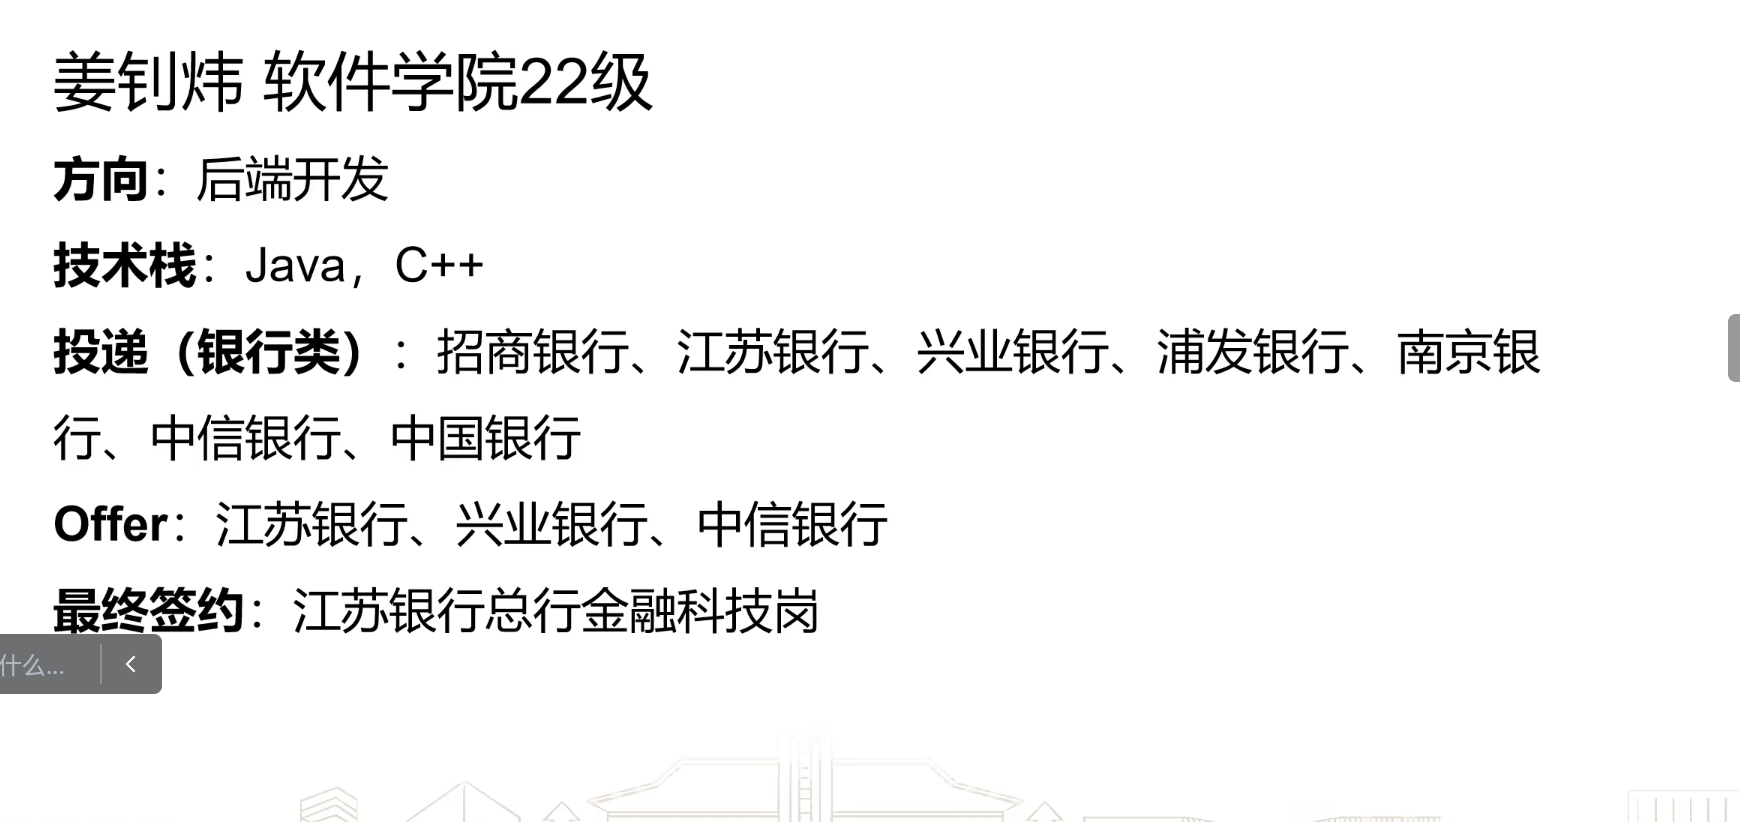 姜钊炜 软件学院22级
方向：后端开发
技术栈：Java，C++
投递（银行类）：招商银行、江苏银行、兴业银行、浦发银行、南京银
行、中信银行、中国银行
Offer：江苏银行、兴业银行、中信银行
最终签约：江苏银行总行金融科技岗
什么...